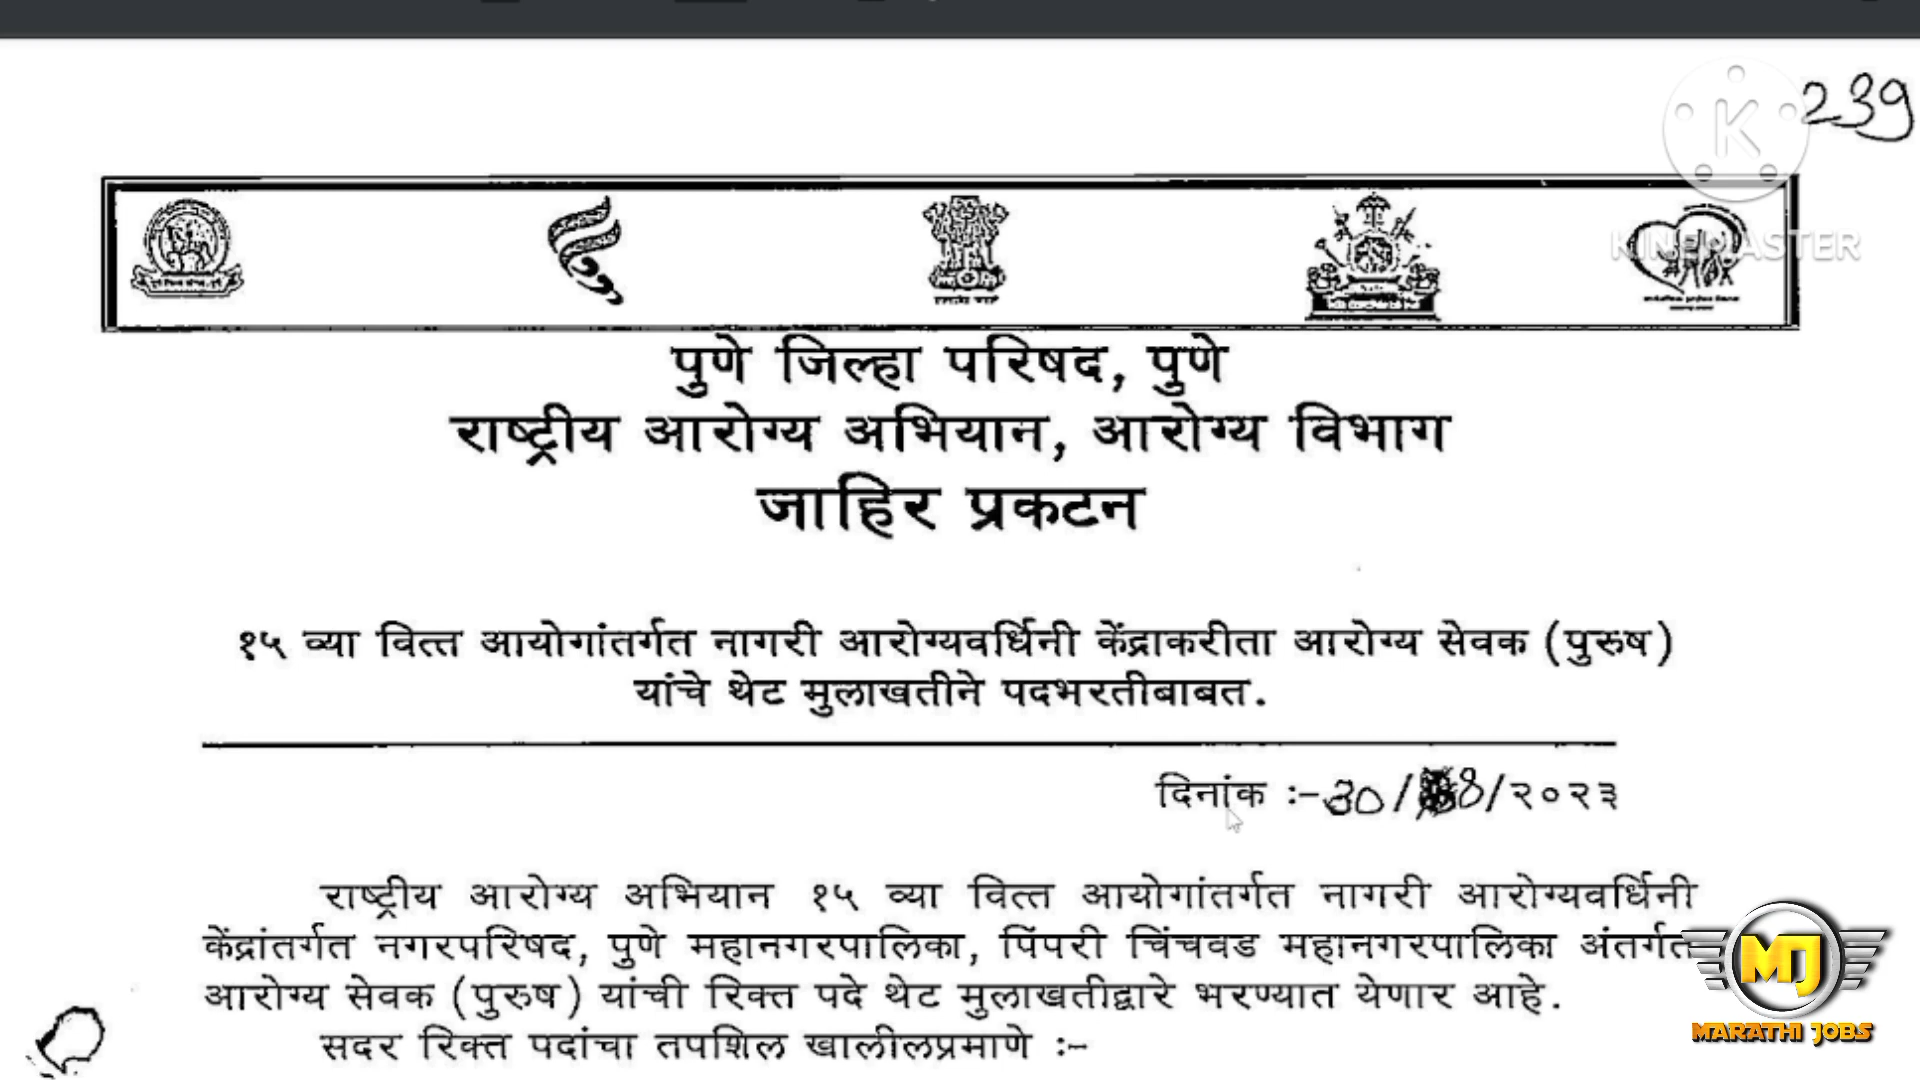 239
KINEMASTER
पुणे जिल्हा परिषद, पुणे
राष्ट्रीय आरोग्य अभियान, आरोग्य विभाग
जाहिर प्रकटन
१५ व्या वित्त आयोगांतर्गत नागरी आरोग्यवर्धिनी केंद्राकरीता आरोग्य सेवक (पुरुष)
यांचे थेट मुलाखतीने पदभरतीबाबत.
दिनांक :-30/8/२०२३
राष्ट्रीय आरोग्य अभियान १५ व्या वित्त आयोगांतर्गत नागरी आरोग्यवर्धिनी
केंद्रांतर्गत नगरपरिषद, पुणे महानगरपालिका, पिंपरी चिंचवड महानगरपालिका अंतर्गत
आरोग्य सेवक (पुरुष) यांची रिक्त पदे थेट मुलाखतीद्वारे भरण्यात येणार आहे.
सदर रिक्त पदांचा तपशिल खालीलप्रमाणे :-
MJ
MARATHI JOBS